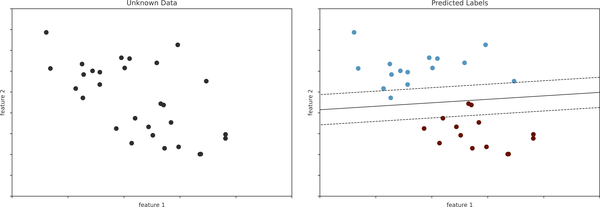 Unknown Data
Predicted Labels
feature 2
feature 1
feature 2
feature 1